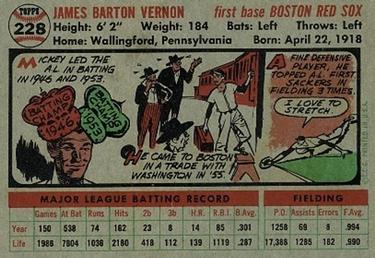 TOPPS
228
JAMES BARTON VERNON first base BOSTON RED SOX
Height: 6' 2" Weight: 184 Bats: Left Throws: Left
Home: Wallingford, Pennsylvania Born: April 22, 1918
MICKEY LED THE
A.L. IN BATTING
IN 1946 AND 1953.
BATTING
CHAMP
1946
BATTING
CHAMP
1953
HE CAME TO BOSTON
IN A TRADE WITH
WASHINGTON IN '55.
A FINE DEFENSIVE
PLAYER, HE
TOPPED A.L. FIRST
SACKERS IN
FIELDING 3 TIMES.
I LOVE TO
STRETCH.
MAJOR LEAGUE BATTING RECORD FIELDING
Games At Bat Runs Hits 2b 3b H.R. R.B.I. B.Avg. P.O. Assists Errors F.Avg.
Year 150 538 74 162 23 8 14 85 .301 1258 69 8 .994
Life 1986 7804 1080 2180 418 112 139 1119 .287 17,388 1285 182 .990